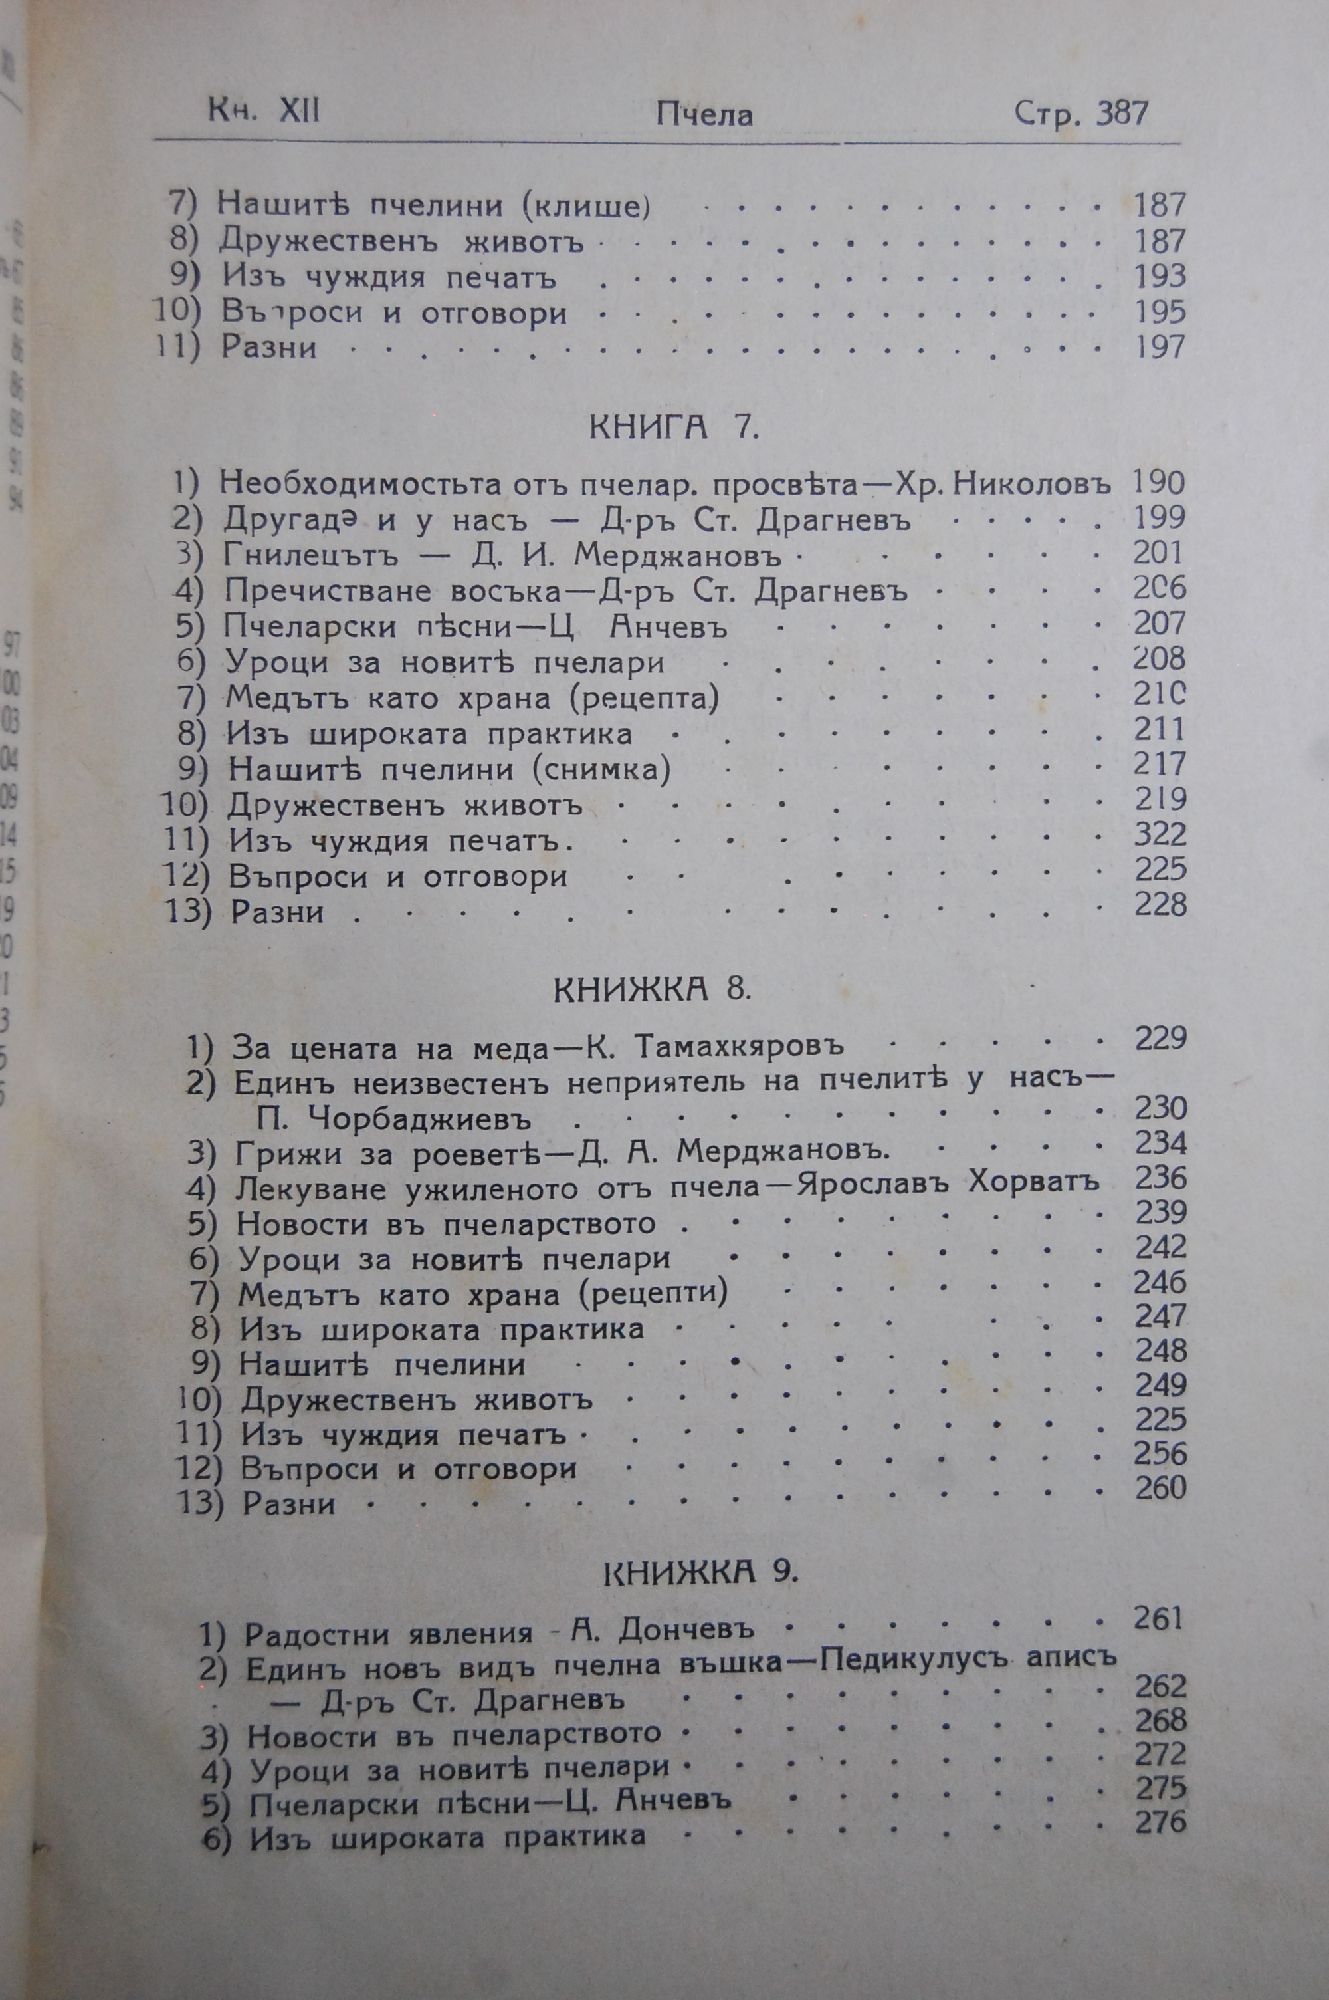 Кн. XII Пчела Стр. 387
7) Нашитѣ пчелини (клише) . . . . . . . . . . . 187
8) Дружественъ животъ . . . . . . . . . . . . . 187
9) Изъ чуждия печатъ . . . . . . . . . . . . . 193
10) Въпроси и отговори . . . . . . . . . . . . 195
11) Разни . . . . . . . . . . . . . . . . . . . 197
КНИГА 7.
1) Необходимостьта отъ пчелар. просвѣта—Хр. Николовъ 190
2) Другадэ и у насъ — Д-ръ Ст. Драгневъ . . . . . 199
3) Гнилецътъ — Д. И. Мерджановъ . . . . . . 201
4) Пречистване восъка—Д-ръ Ст. Драгневъ . . . . 206
5) Пчеларски пѣсни—Ц Анчевъ . . . . . . . 207
6) Уроци за новитѣ пчелари . . . . . . . . 208
7) Медътъ като храна (рецепта) . . . . . . . 210
8) Изъ широката практика . . . . . . . . . 211
9) Нашитѣ пчелини (снимка) . . . . . . . . 217
10) Дружественъ животъ . . . . . . . . . . 219
11) Изъ чуждия печатъ. . . . . . . . . . . 322
12) Въпроси и отговори . . . . . . . . . 225
13) Разни . . . . . . . . . . . . . . 228
КНИЖКА 8.
1) За цената на меда—К. Тамахкяровъ . . . . . 229
2) Единъ неизвестенъ неприятель на пчелитѣ у насъ—
П. Чорбаджиевъ . . . . . . . . . . . 230
3) Грижи за роеветѣ—Д. А. Мерджановъ. . . . . 234
4) Лекуване ужиленото отъ пчела—Ярославъ Хорватъ 236
5) Новости въ пчеларството . . . . . . . . . 239
6) Уроци за новитѣ пчелари . . . . . . . . 242
7) Медътъ като храна (рецепти) . . . . . . . 246
8) Изъ широката практика . . . . . . . . 247
9) Нашитѣ пчелини . . . . . . . . . . . 248
10) Дружественъ животъ . . . . . . . . . . 249
11) Изъ чуждия печатъ . . . . . . . . . . . 225
12) Въпроси и отговори . . . . . . . . . . 256
13) Разни . . . . . . . . . . . . . . . 260
КНИЖКА 9.
1) Радостни явления - А. Дончевъ . . . . . . . 261
2) Единъ новъ видъ пчелна въшка—Педикулусъ аписъ
— Д-ръ Ст. Драгневъ . . . . . . . . . 262
3) Новости въ пчеларството . . . . . . . . . 268
4) Уроци за новитѣ пчелари . . . . . . . . . 272
5) Пчеларски пѣсни—Ц. Анчевъ . . . . . . . 275
6) Изъ широката практика . . . . . . . . . 276